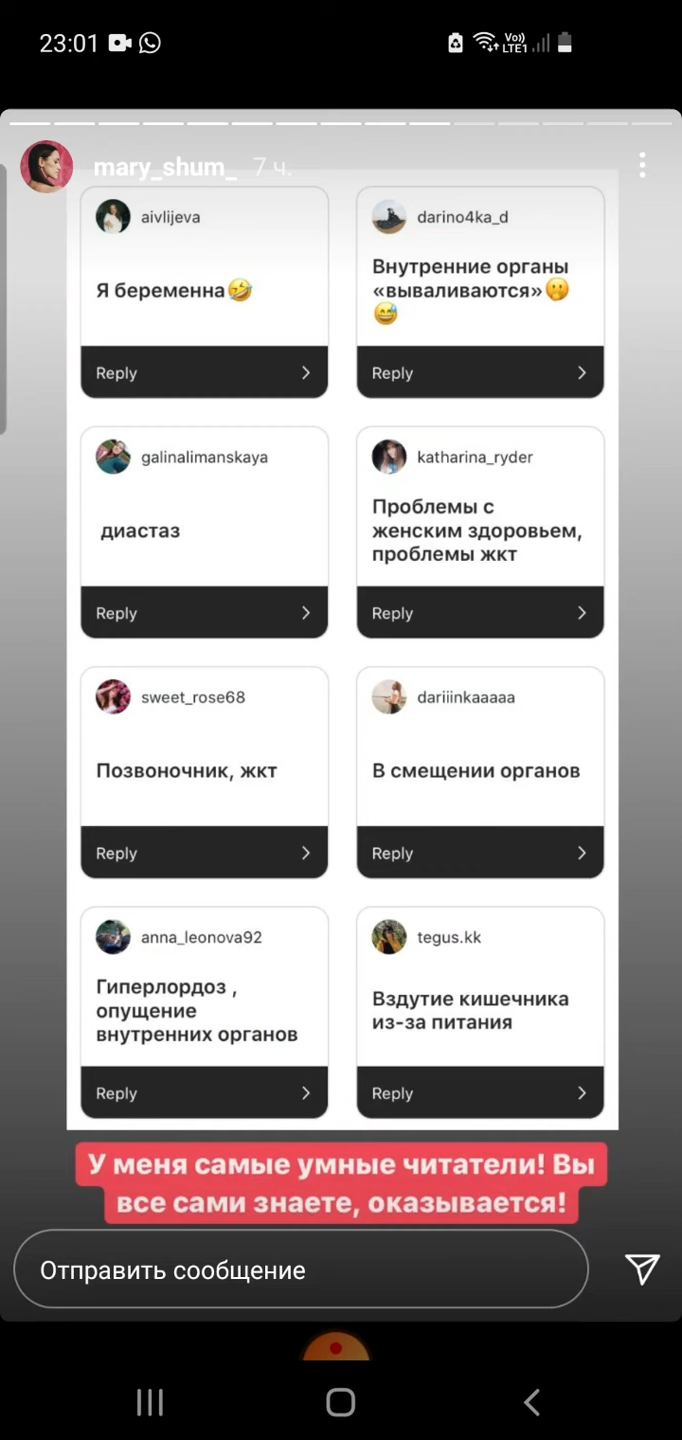 23:01
Vo))
LTE1
mary_shum_ 7 ч.
aivlijeva
Я беременна🤣
Reply
darino4ka_d
Внутренние органы
«вываливаются»🤫
😅
Reply
galinalimanskaya
диастаз
Reply
katharina_ryder
Проблемы с
женским здоровьем,
проблемы жкт
Reply
sweet_rose68
Позвоночник, жкт
Reply
dariiinkaaaaa
В смещении органов
Reply
anna_leonova92
Гиперлордоз ,
опущение
внутренних органов
Reply
tegus.kk
Вздутие кишечника
из-за питания
Reply
У меня самые умные читатели! Вы
все сами знаете, оказывается!
Отправить сообщение